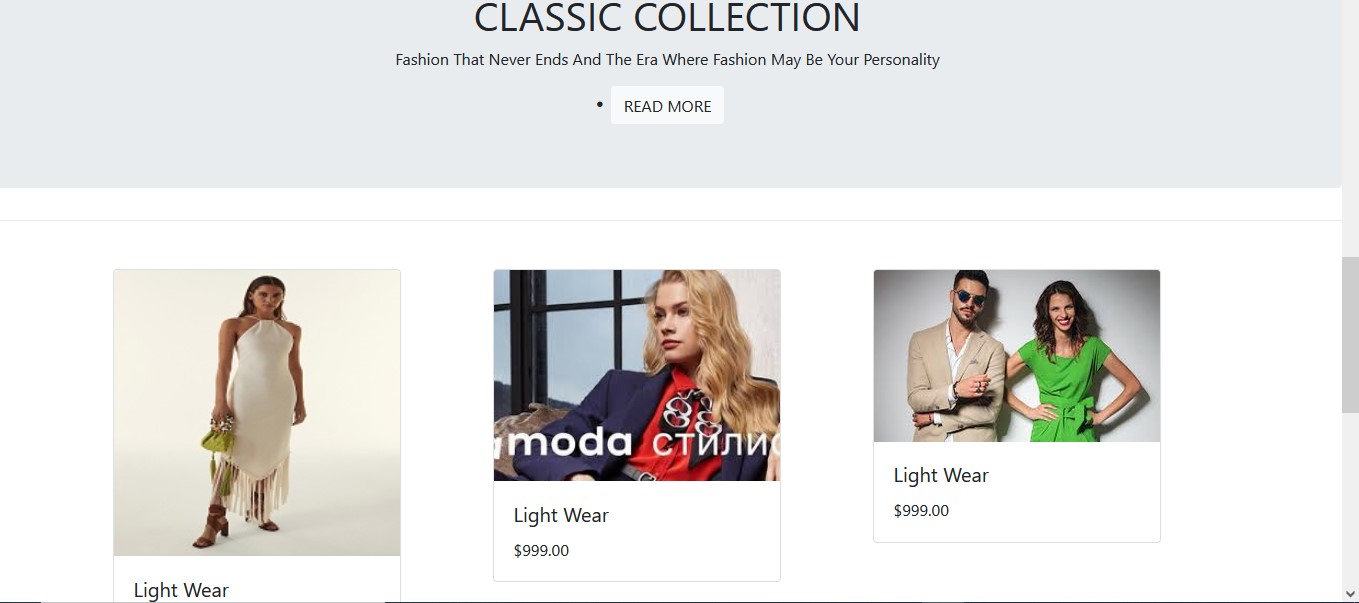 CLASSIC COLLECTION
Fashion That Never Ends And The Era Where Fashion May Be Your Personality
• READ MORE
moda стили
Light Wear
$999.00
Light Wear
$999.00
Light Wear